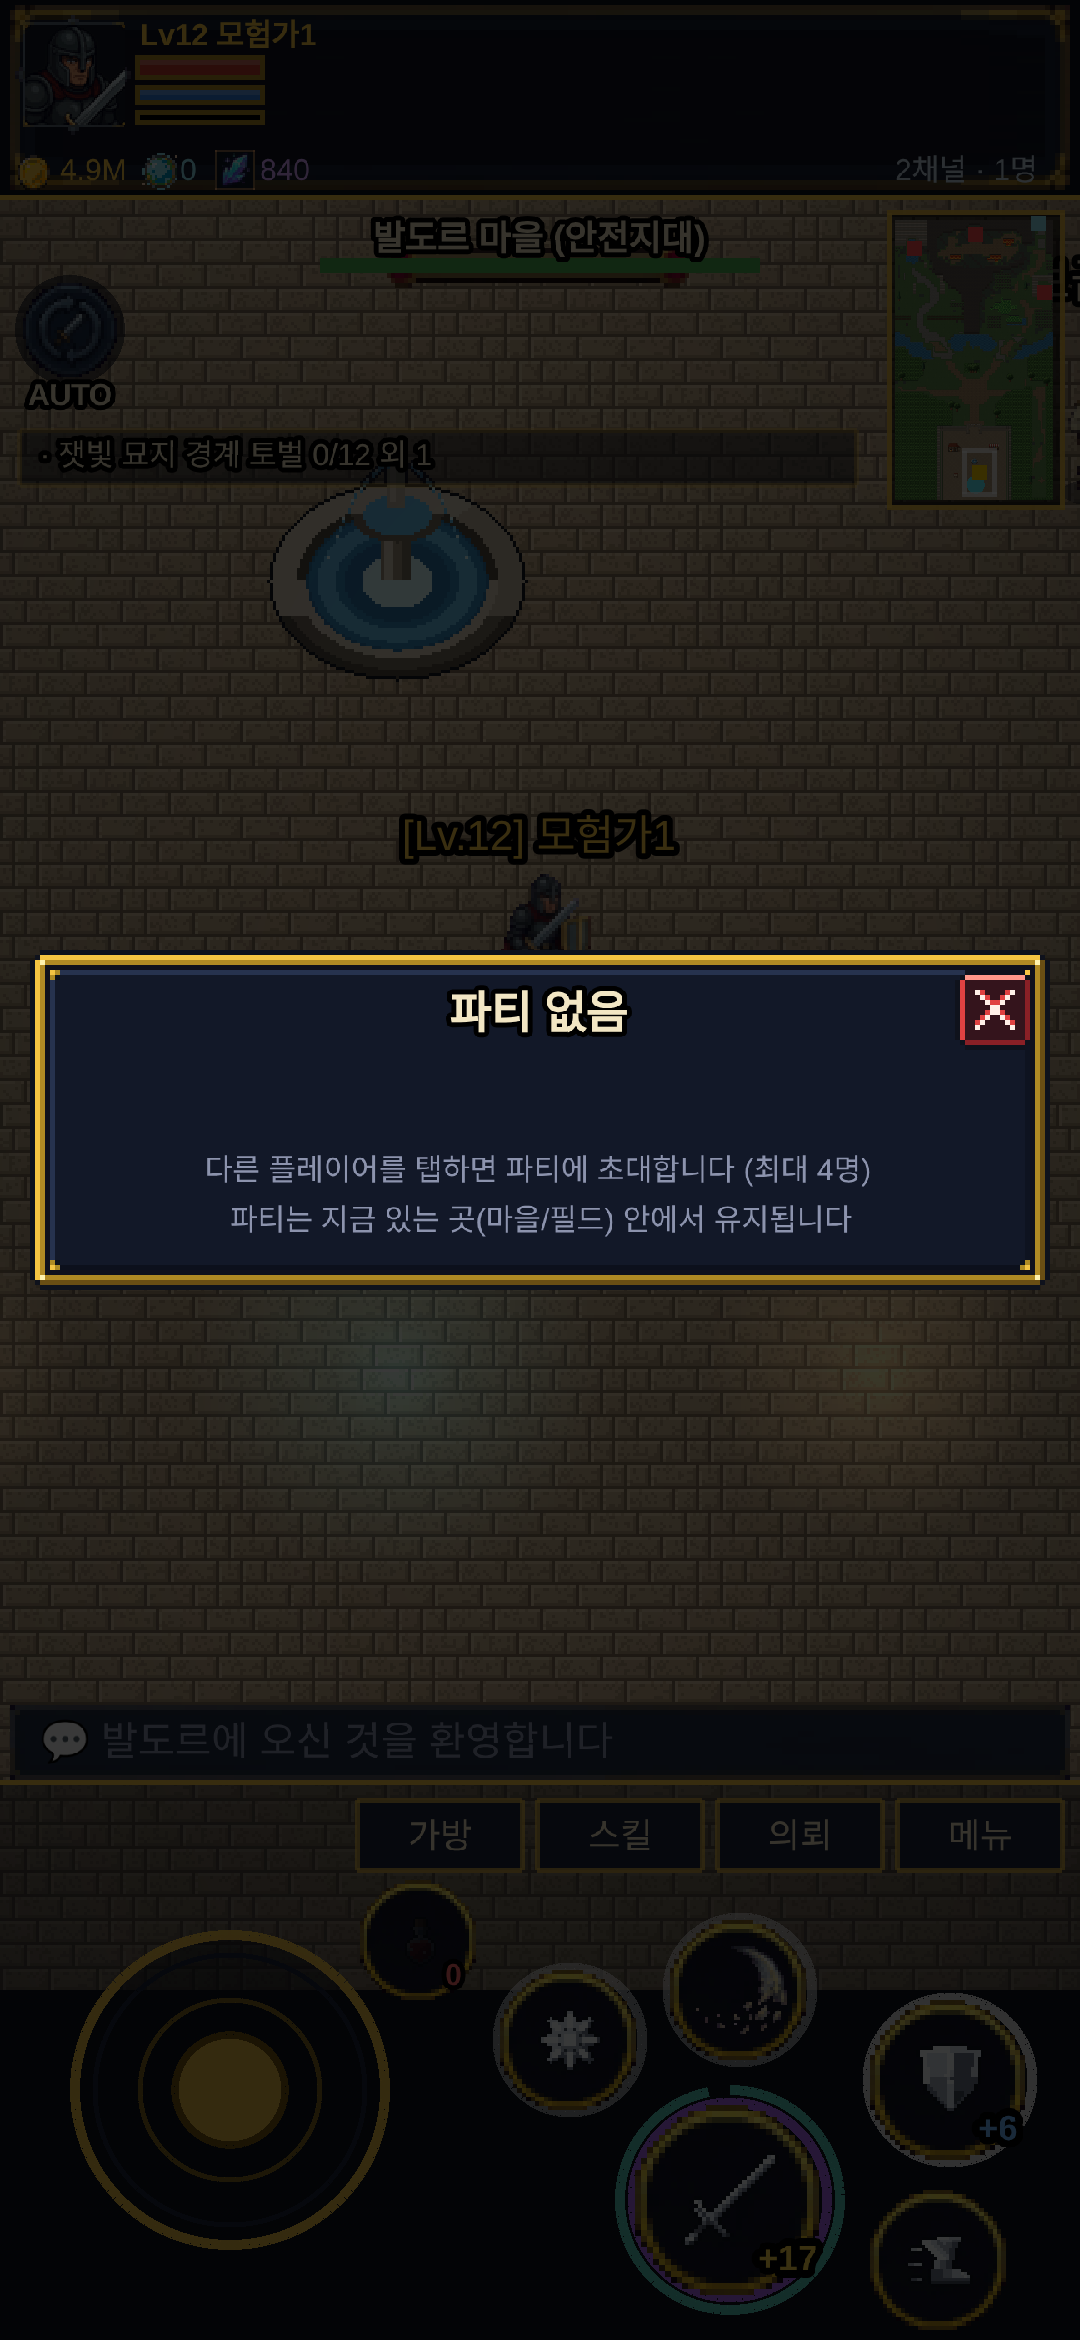 Lv12 모험가1
4.9M 0 840 2채널 · 1명
발도르 마을 (안전지대)
AUTO
· 잿빛 묘지 경계 토벌 0/12 외 1
[Lv.12] 모험가1
파티 없음
다른 플레이어를 탭하면 파티에 초대합니다 (최대 4명)
파티는 지금 있는 곳(마을/필드) 안에서 유지됩니다
발도르에 오신 것을 환영합니다
가방 스킬 의뢰 메뉴
0
+6
+17